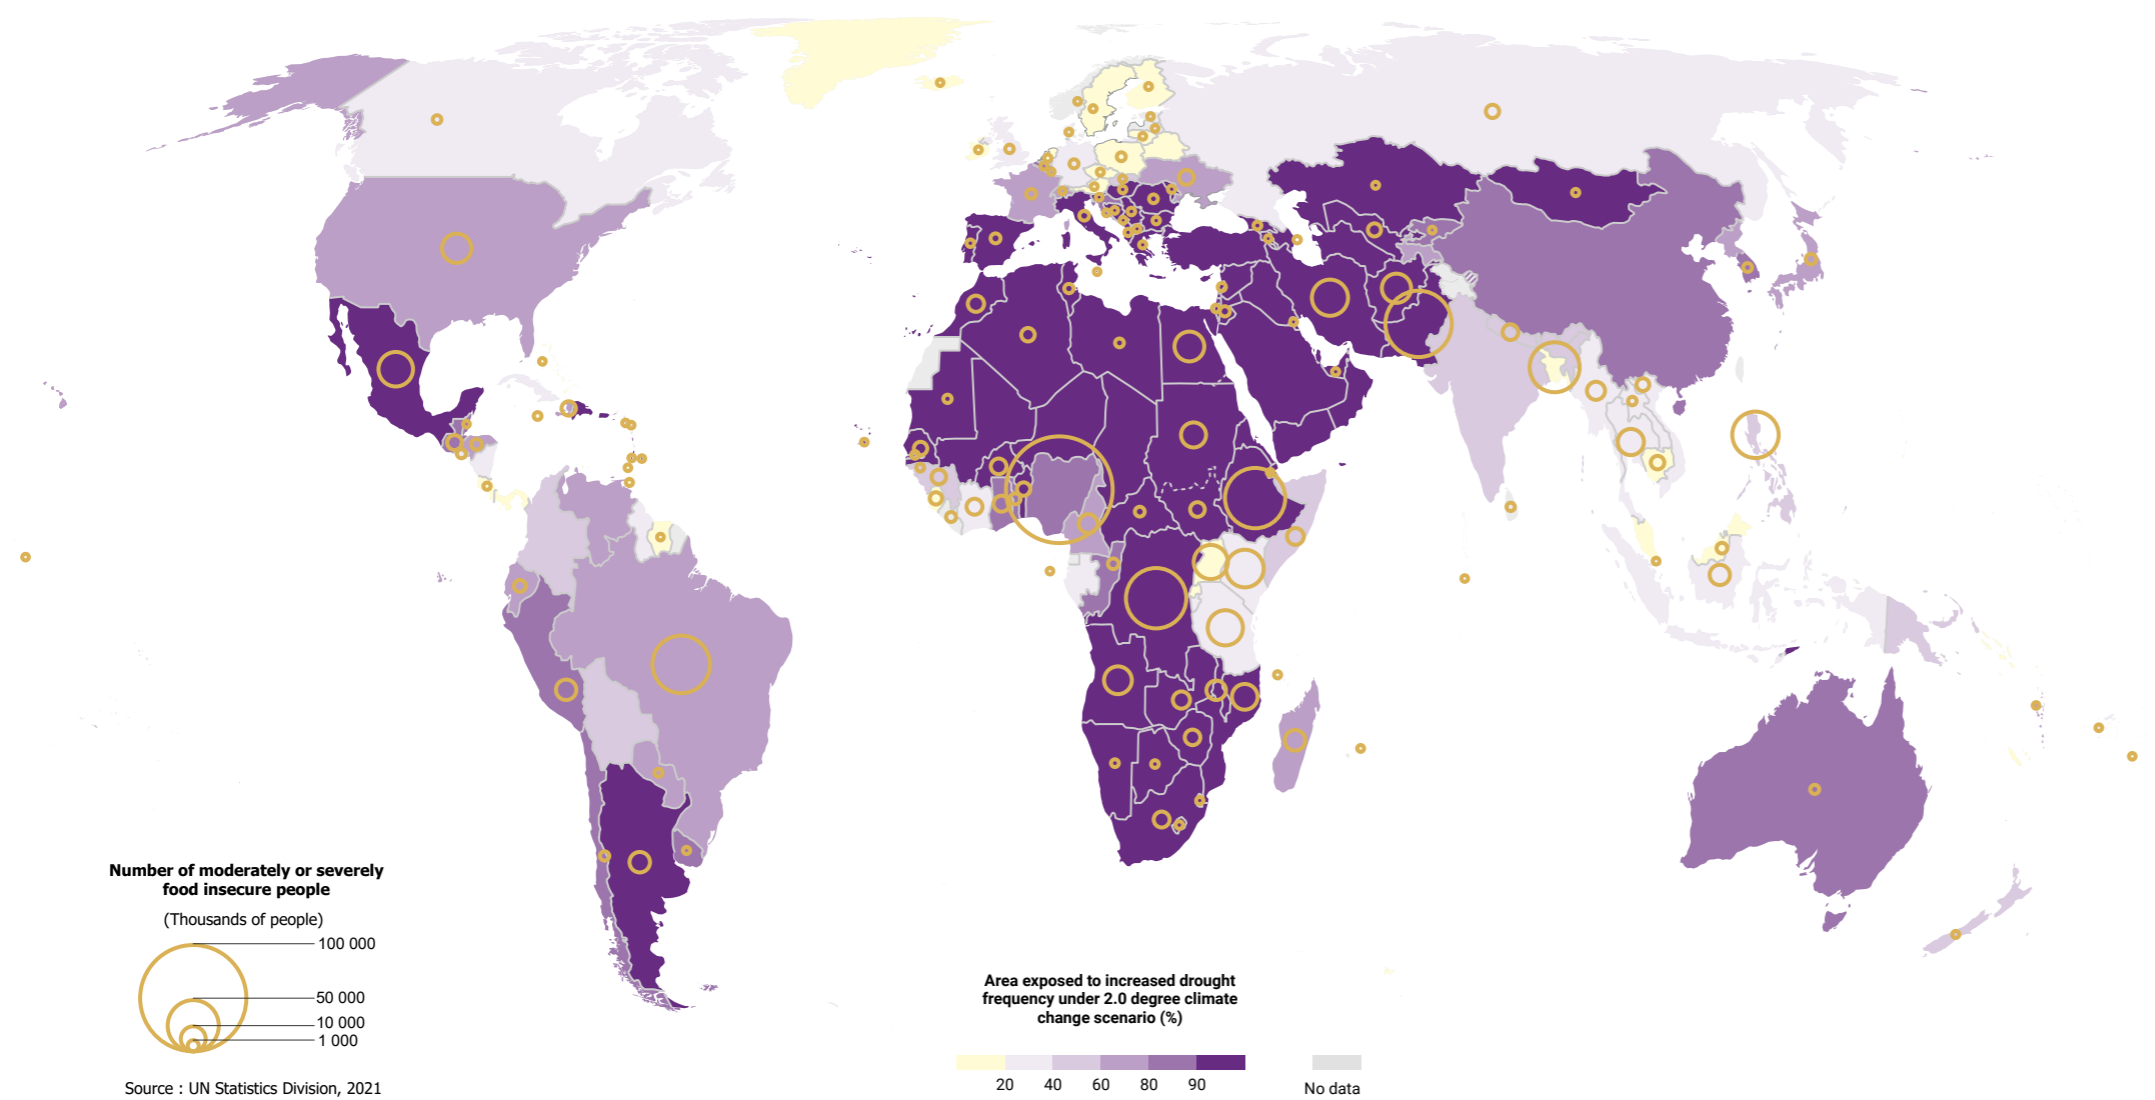 Number of moderately or severely
food insecure people
(Thousands of people)
100 000
50 000
10 000
1 000
Source : UN Statistics Division, 2021
Area exposed to increased drought
frequency under 2.0 degree climate
change scenario (%)
20 40 60 80 90
No data